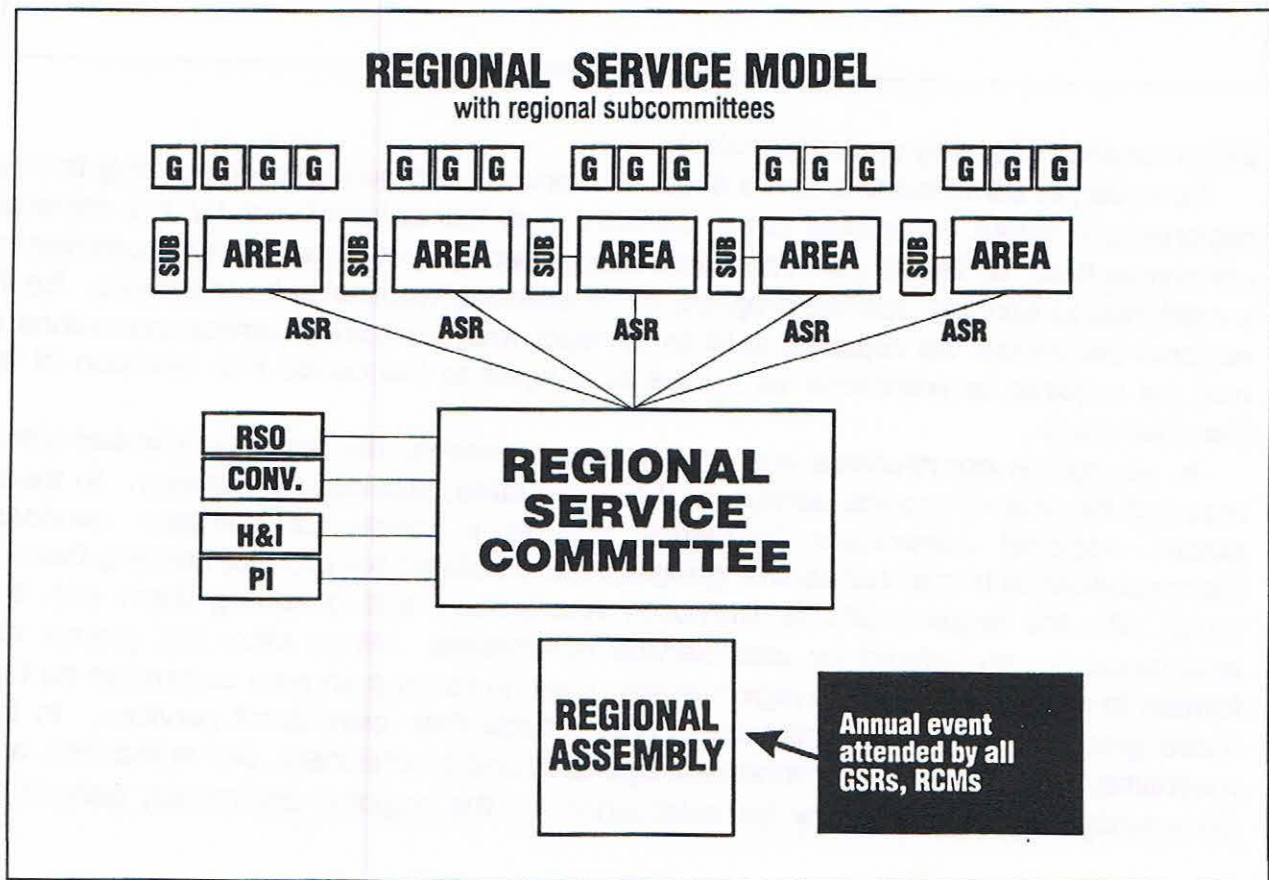 REGIONAL SERVICE MODEL
with regional subcommittees
G G G G G G G G G G G G G G G G
SUB AREA SUB AREA SUB AREA SUB AREA SUB AREA
ASR ASR ASR ASR ASR
RSO
CONV.
H&I
PI
REGIONAL
SERVICE
COMMITTEE
REGIONAL
ASSEMBLY
Annual event
attended by all
GSRs, RCMs